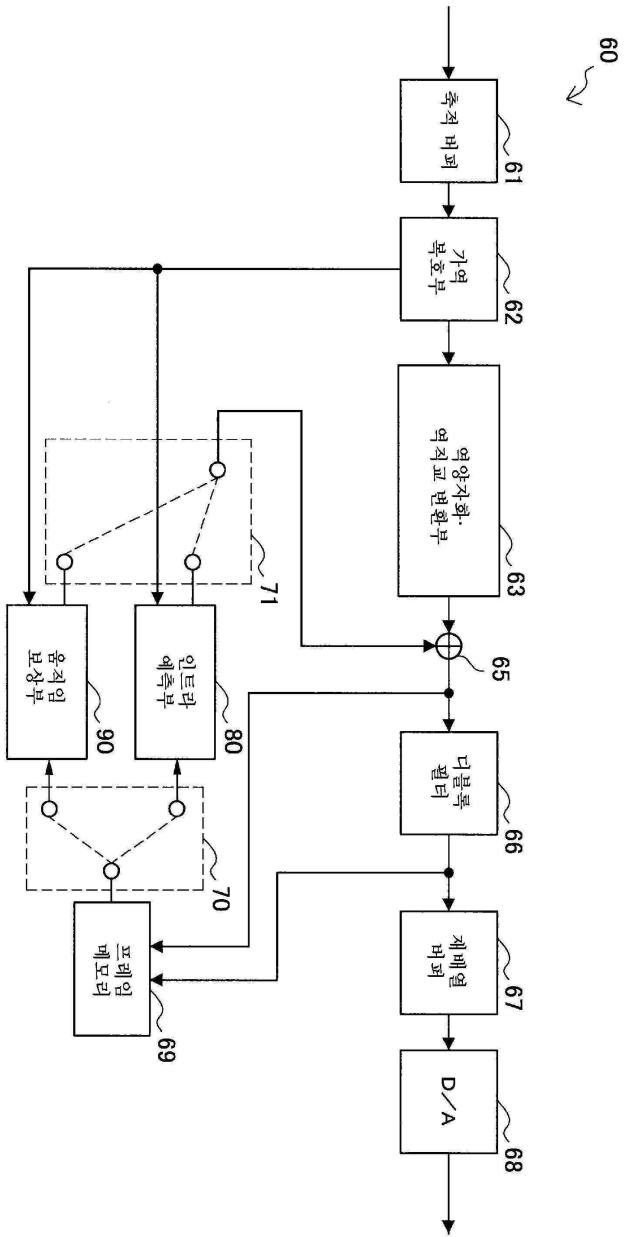 60
축적 버퍼
61
가역
복호부
62
역양자화·
역직교 변환부
63
65
디블록
필터
66
재배열
버퍼
67
D/A
68
71
인트라
예측부
80
움직임
보상부
90
70
프레임
메모리
69